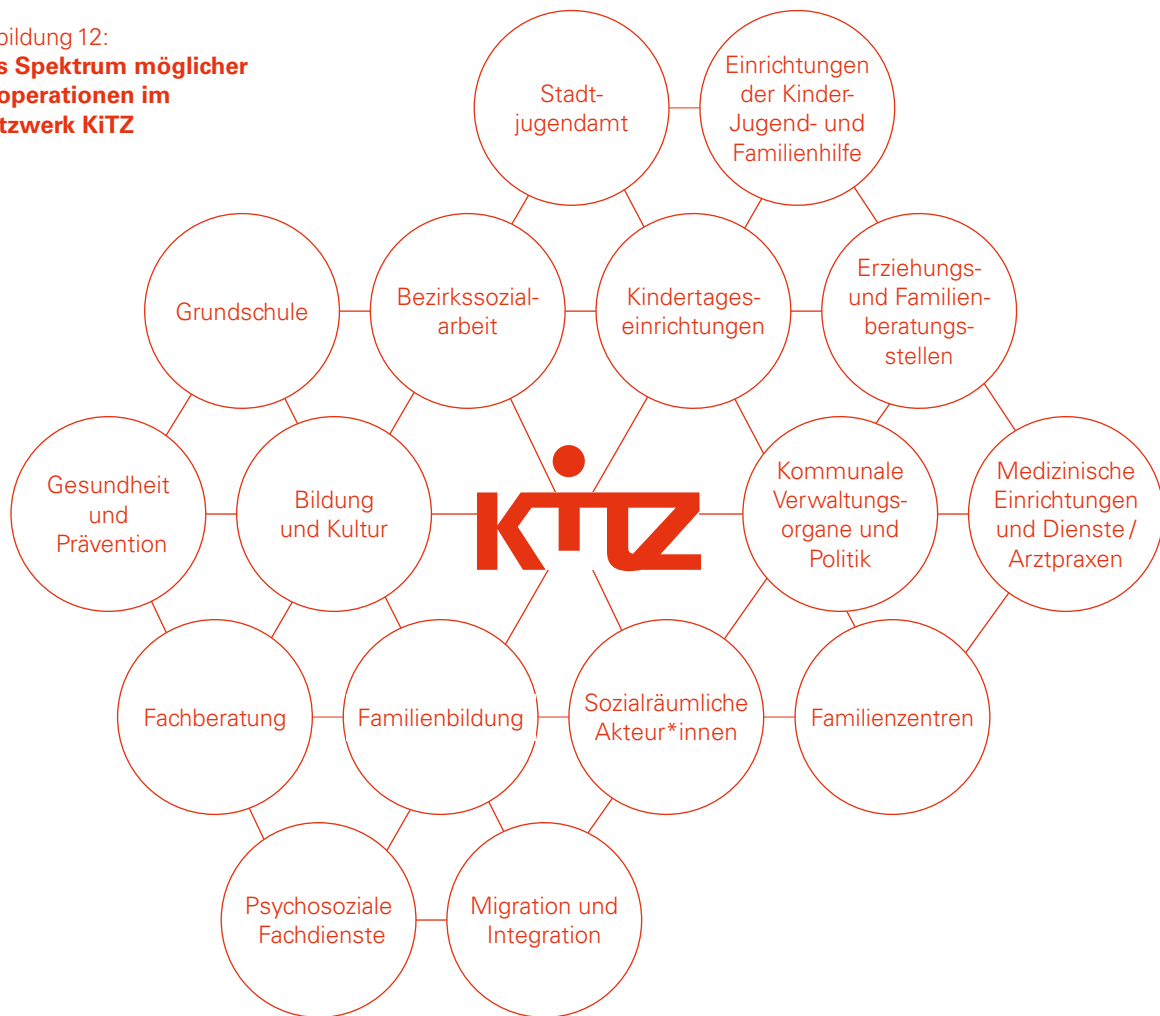 bildung 12:
s Spektrum möglicher
operationen im
tzwerk KiTZ
Stadt-
jugendamt
Einrichtungen
der Kinder-
Jugend- und
Familienhilfe
Grundschule
Bezirkssozial-
arbeit
Kindertages-
einrichtungen
Erziehungs-
und Familien-
beratungs-
stellen
Gesundheit
und
Prävention
Bildung
und Kultur
KiTZ
Kommunale
Verwaltungs-
organe und
Politik
Medizinische
Einrichtungen
und Dienste /
Arztpraxen
Fachberatung
Familienbildung
Sozialräumliche
Akteur*innen
Familienzentren
Psychosoziale
Fachdienste
Migration und
Integration